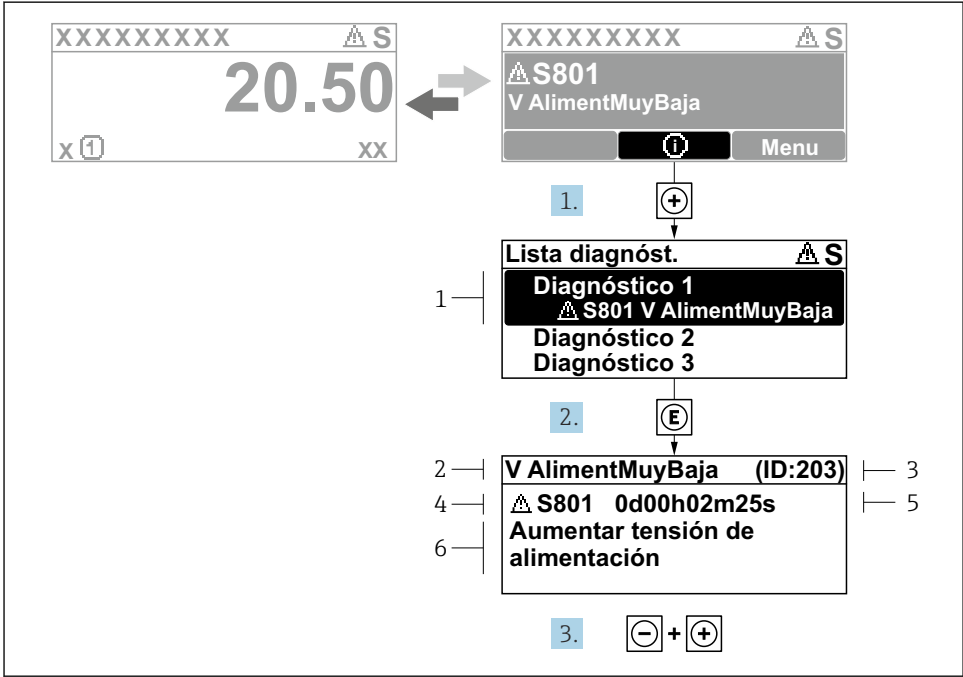 XXXXXXXXX ⚠ S
20.50
X ① XX
XXXXXXXXX ⚠ S
⚠ S801
V AlimentMuyBaja
ⓘ Menu
1. +
Lista diagnóst. ⚠ S
1
Diagnóstico 1
⚠ S801 V AlimentMuyBaja
Diagnóstico 2
Diagnóstico 3
2. E
2 V AlimentMuyBaja (ID:203) 3
4 ⚠ S801 0d00h02m25s 5
6
Aumentar tensión de
alimentación
3. − + +